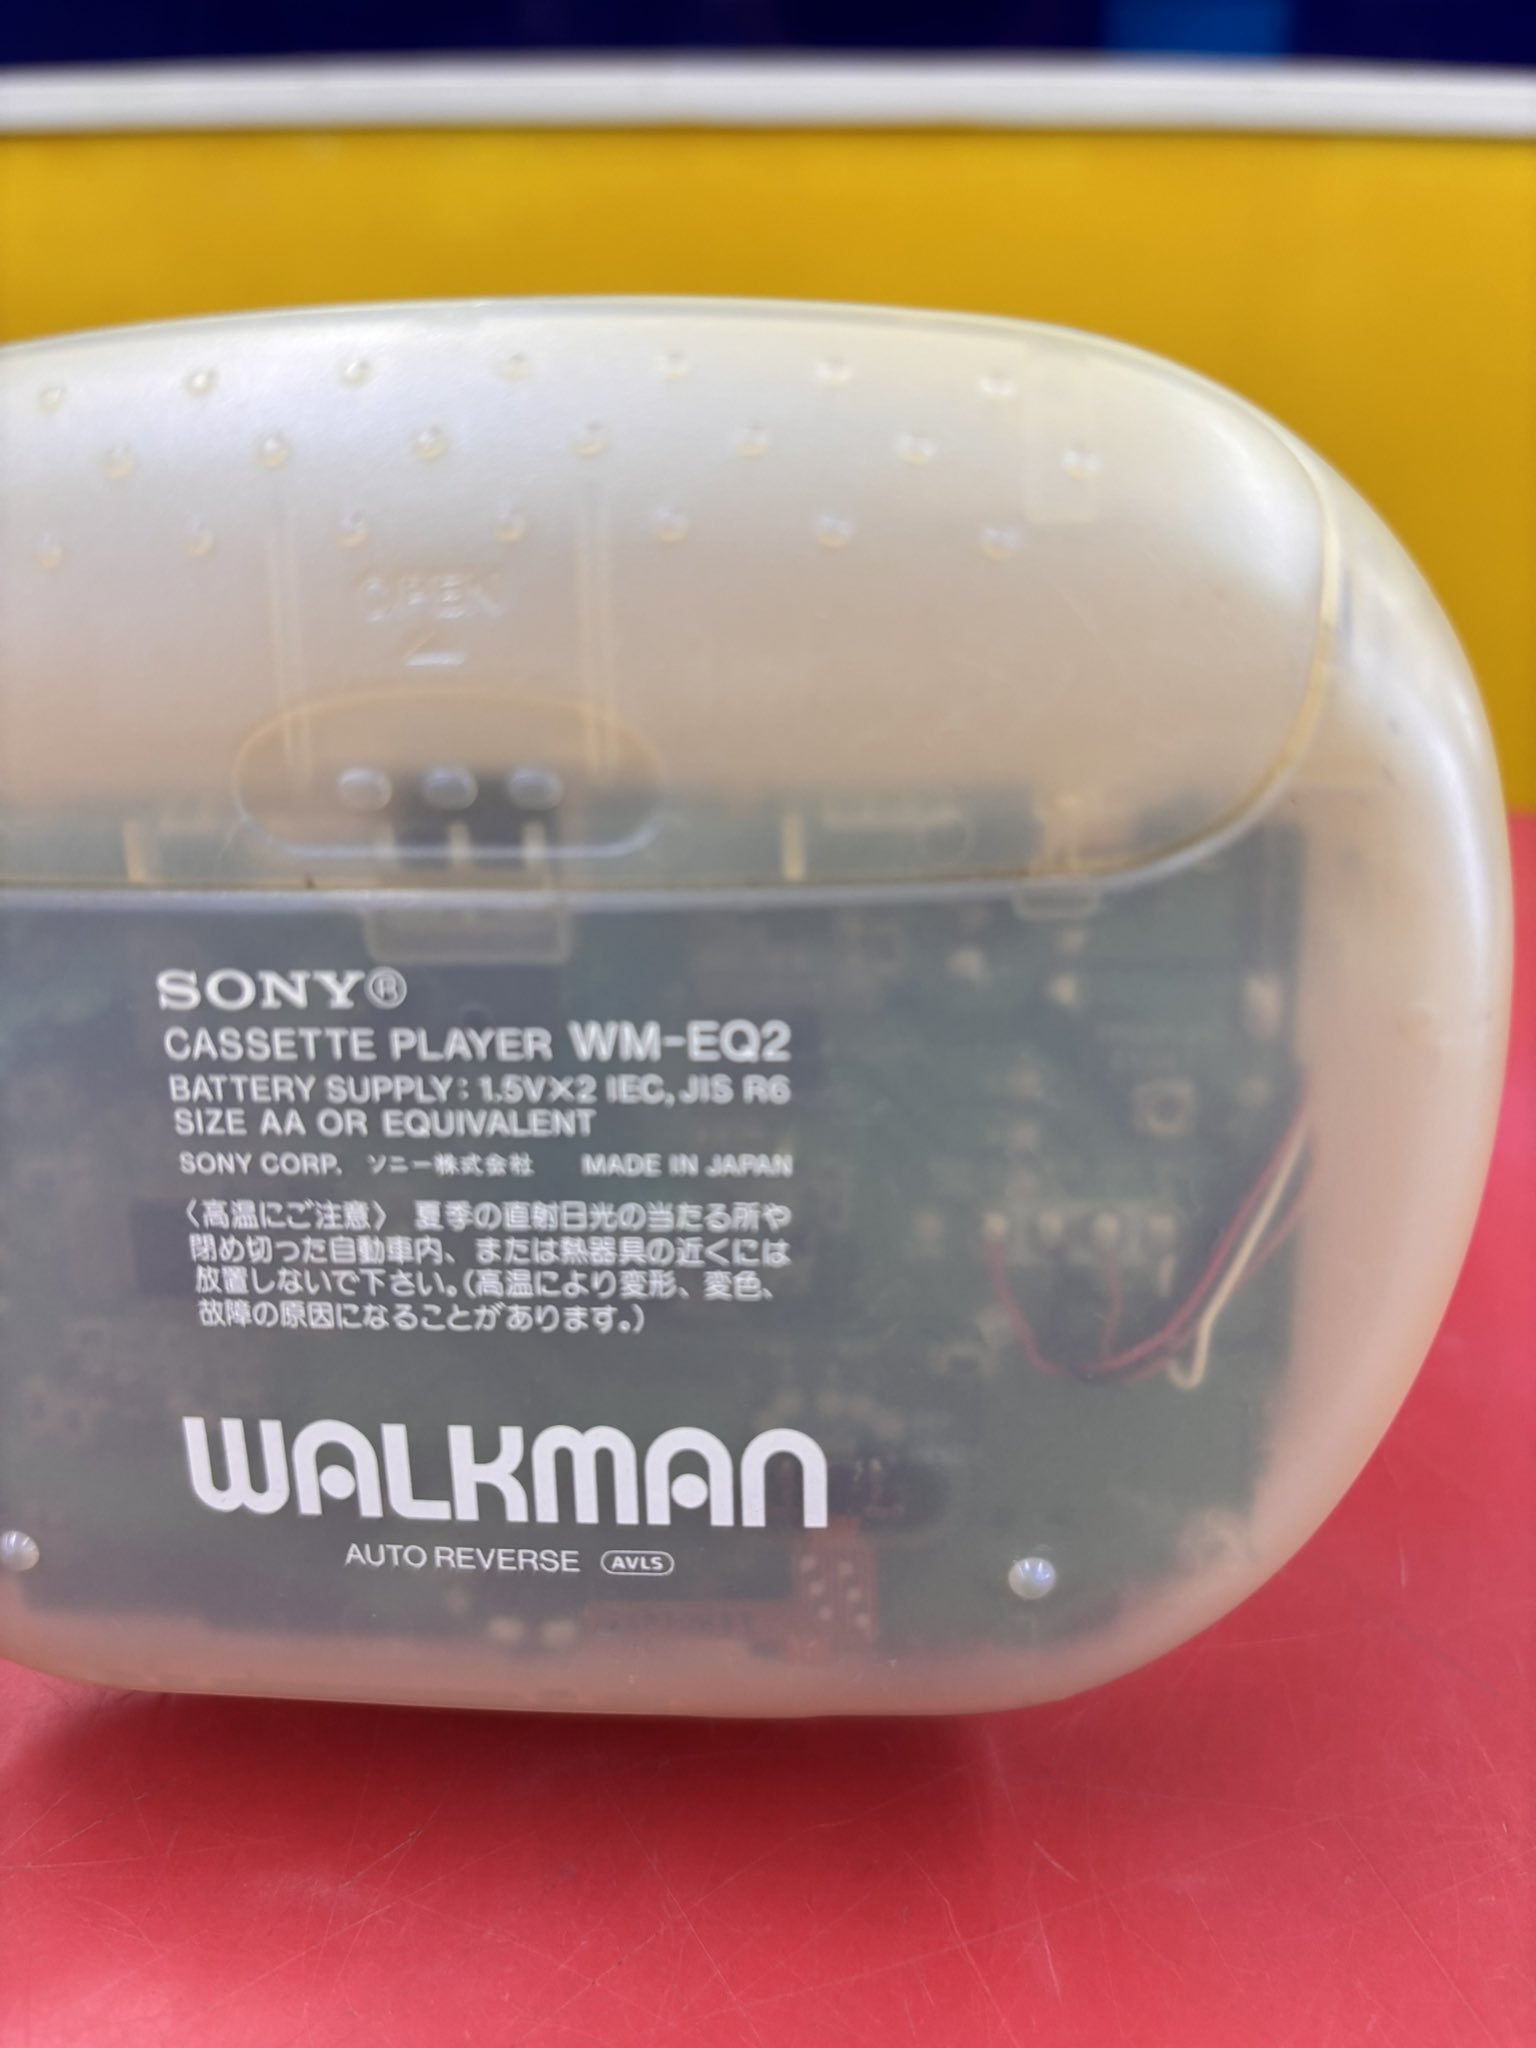 OPEN
SONY®
CASSETTE PLAYER WM-EQ2
BATTERY SUPPLY: 1.5V×2 IEC, JIS R6
SIZE AA OR EQUIVALENT
SONY CORP. ソニー株式会社 MADE IN JAPAN
〈高温にご注意〉 夏季の直射日光の当たる所や
閉め切った自動車内、または熱器具の近くには
放置しないで下さい。(高温により変形、変色、
故障の原因になることがあります。)
WALKMAN
AUTO REVERSE AVLS